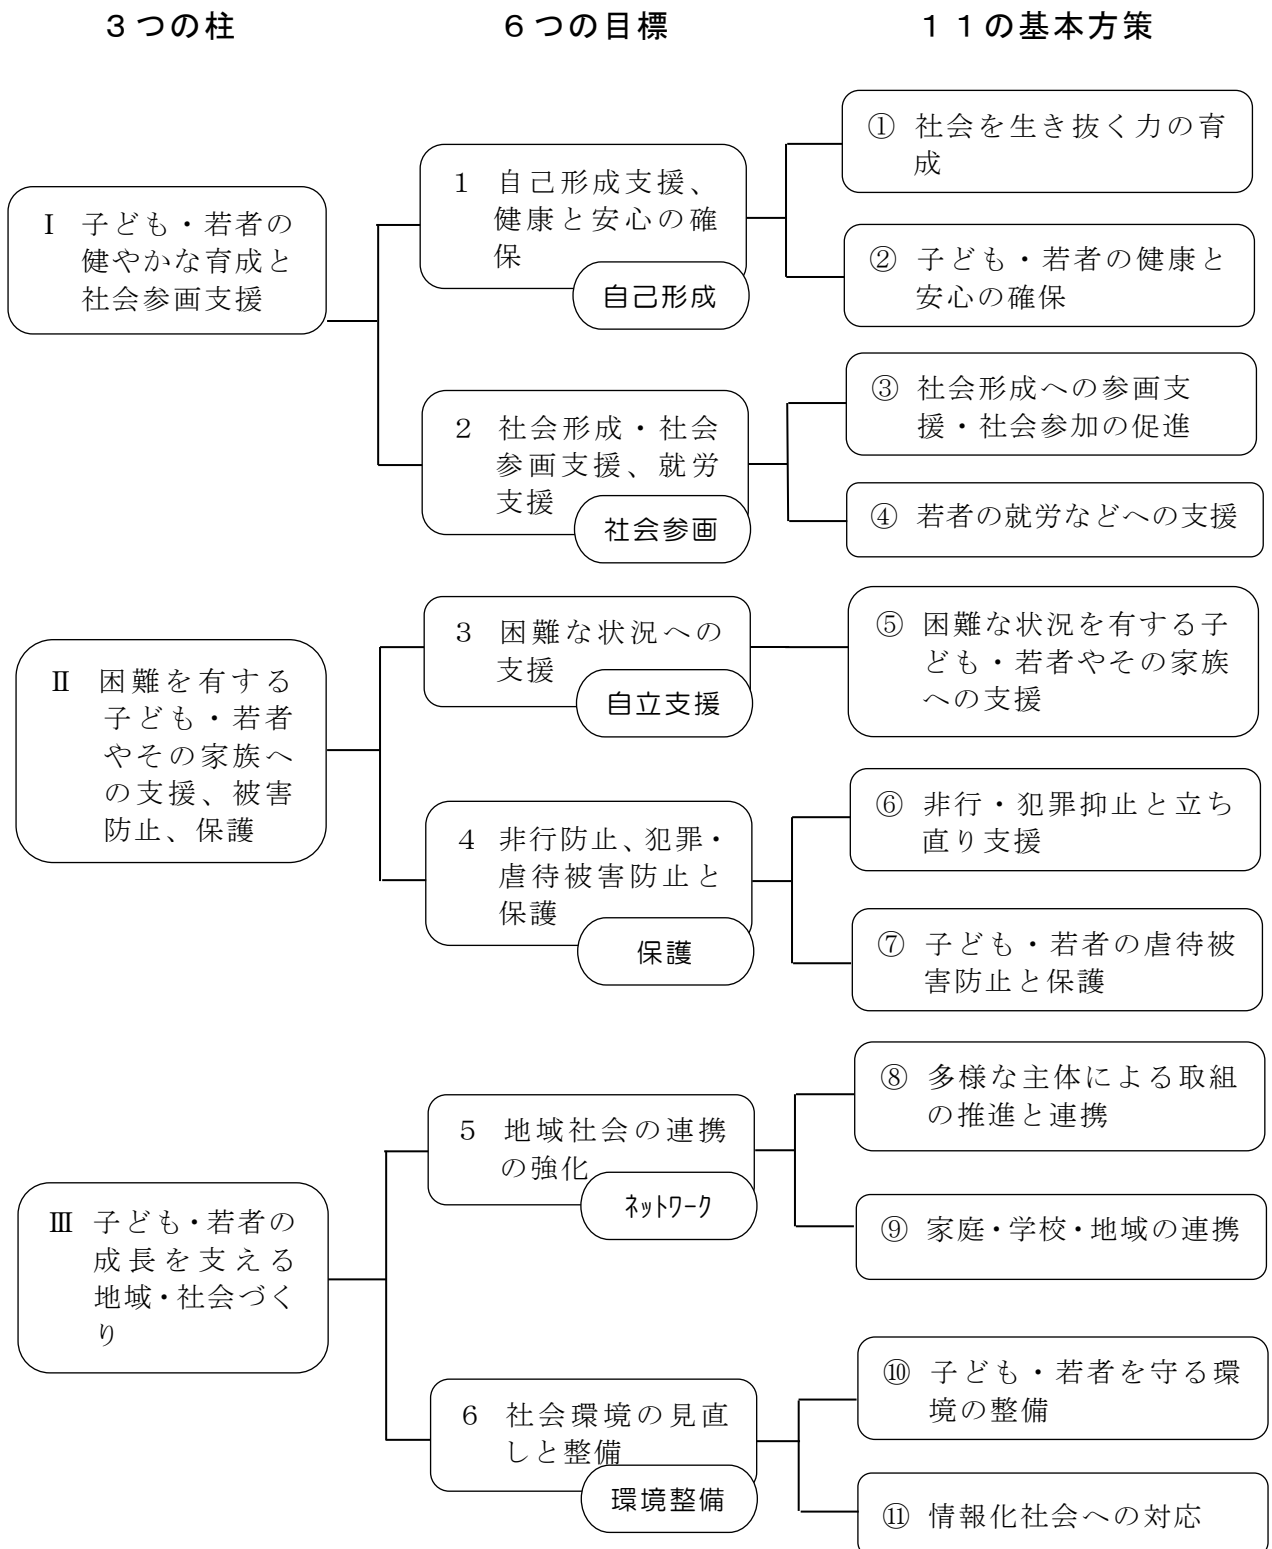 3つの柱
6つの目標
11の基本方策
Ⅰ 子ども・若者の
健やかな育成と
社会参画支援
1 自己形成支援、
健康と安心の確
保
自己形成
① 社会を生き抜く力の育
成
② 子ども・若者の健康と
安心の確保
2 社会形成・社会
参画支援、就労
支援
社会参画
③ 社会形成への参画支
援・社会参加の促進
④ 若者の就労などへの支援
Ⅱ 困難を有する
子ども・若者
やその家族へ
の支援、被害
防止、保護
3 困難な状況への
支援
自立支援
⑤ 困難な状況を有する子
ども・若者やその家族
への支援
4 非行防止、犯罪・
虐待被害防止と
保護
保護
⑥ 非行・犯罪抑止と立ち
直り支援
⑦ 子ども・若者の虐待被
害防止と保護
Ⅲ 子ども・若者の
成長を支える
地域・社会づく
り
5 地域社会の連携
の強化
ﾈｯﾄﾜｰｸ
⑧ 多様な主体による取組
の推進と連携
⑨ 家庭・学校・地域の連携
6 社会環境の見直
しと整備
環境整備
⑩ 子ども・若者を守る環
境の整備
⑪ 情報化社会への対応